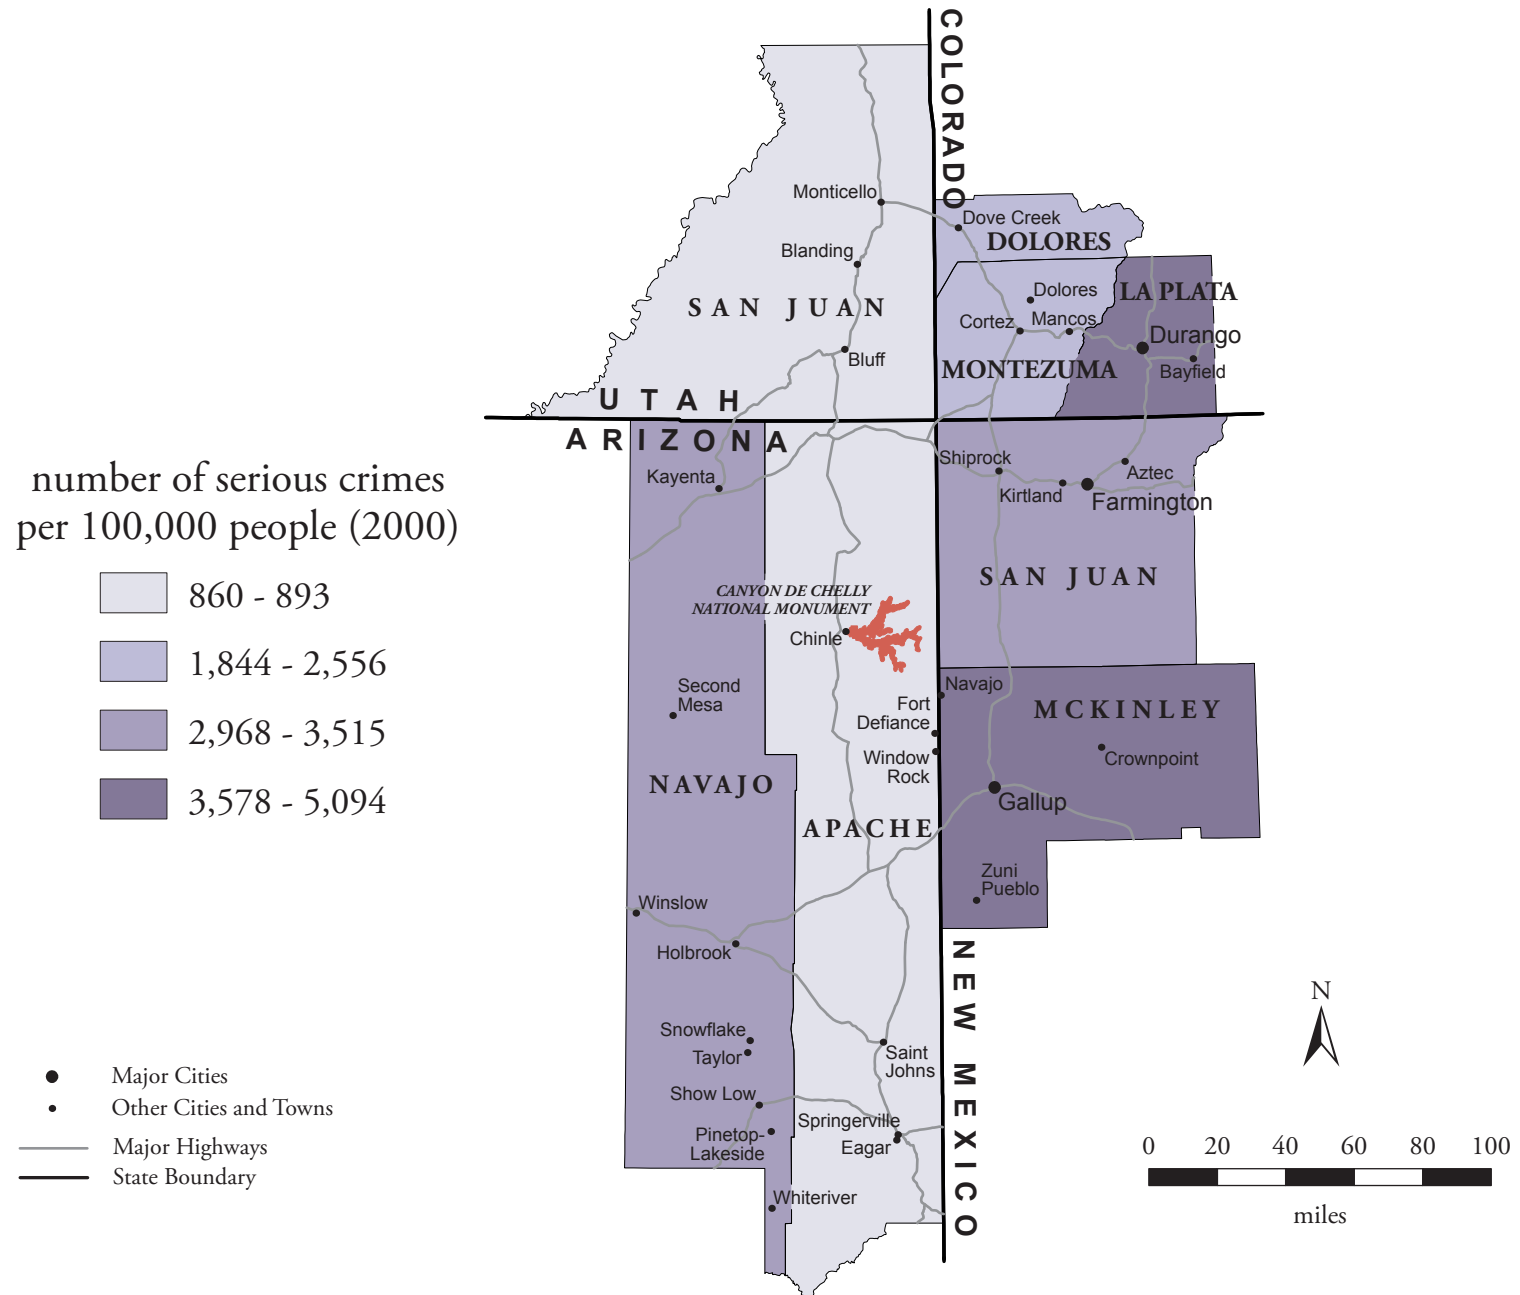 COLORADO
Monticello
Dove Creek
DOLORES
Blanding
Dolores
LA PLATA
SAN JUAN
Cortez
Mancos
Durango
Bluff
MONTEZUMA
Bayfield
UTAH
ARIZONA
number of serious crimes
per 100,000 people (2000)
860 - 893
1,844 - 2,556
2,968 - 3,515
3,578 - 5,094
Kayenta
Shiprock
Aztec
Kirtland
Farmington
SAN JUAN
CANYON DE CHELLY
NATIONAL MONUMENT
Chinle
Second
Mesa
Navajo
Fort
Defiance
MCKINLEY
Window
Rock
Crownpoint
NAVAJO
Gallup
APACHE
Zuni
Pueblo
Winslow
Holbrook
NEW MEXICO
Snowflake
Taylor
Saint
Johns
Show Low
Springerville
Pinetop-
Lakeside
Eagar
Whiteriver
Major Cities
Other Cities and Towns
Major Highways
State Boundary
N
0 20 40 60 80 100
miles